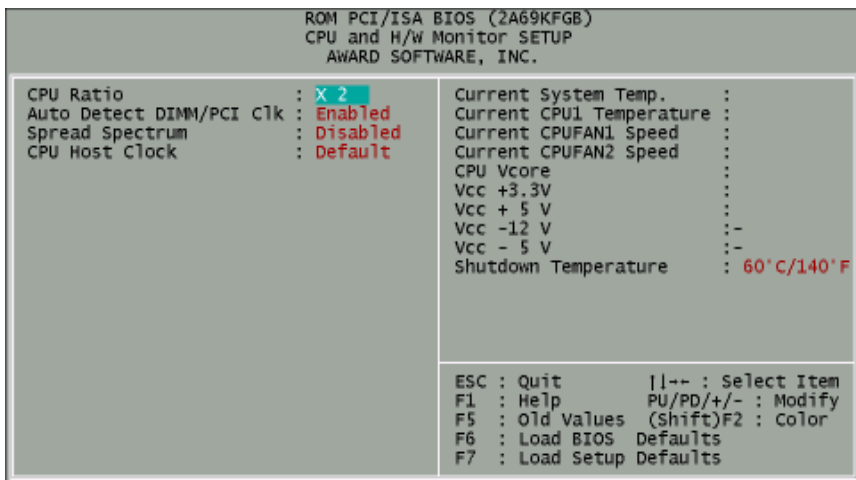 ROM PCI/ISA BIOS (2A69KFGB)
CPU and H/W Monitor SETUP
AWARD SOFTWARE, INC.
CPU Ratio : X 2
Auto Detect DIMM/PCI Clk : Enabled
Spread Spectrum : Disabled
CPU Host Clock : Default
Current System Temp. :
Current CPU1 Temperature :
Current CPUFAN1 Speed :
Current CPUFAN2 Speed :
CPU Vcore :
Vcc +3.3V :
Vcc + 5 V :
Vcc -12 V :-
Vcc - 5 V :-
Shutdown Temperature : 60°C/140°F
ESC : Quit ↑↓→← : Select Item
F1 : Help PU/PD/+/- : Modify
F5 : Old Values (Shift)F2 : Color
F6 : Load BIOS Defaults
F7 : Load Setup Defaults